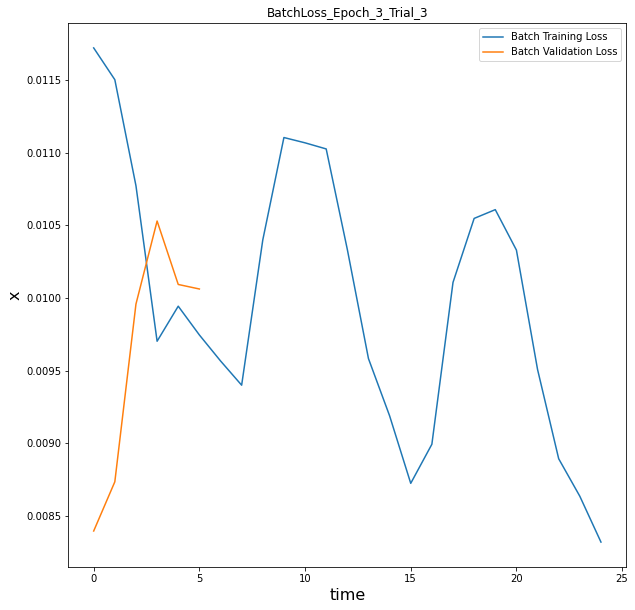 BatchLoss_Epoch_3_Trial_3
Batch Training Loss
Batch Validation Loss
0.0115
0.0110
0.0105
0.0100
0.0095
0.0090
0.0085
x
0 5 10 15 20 25
time